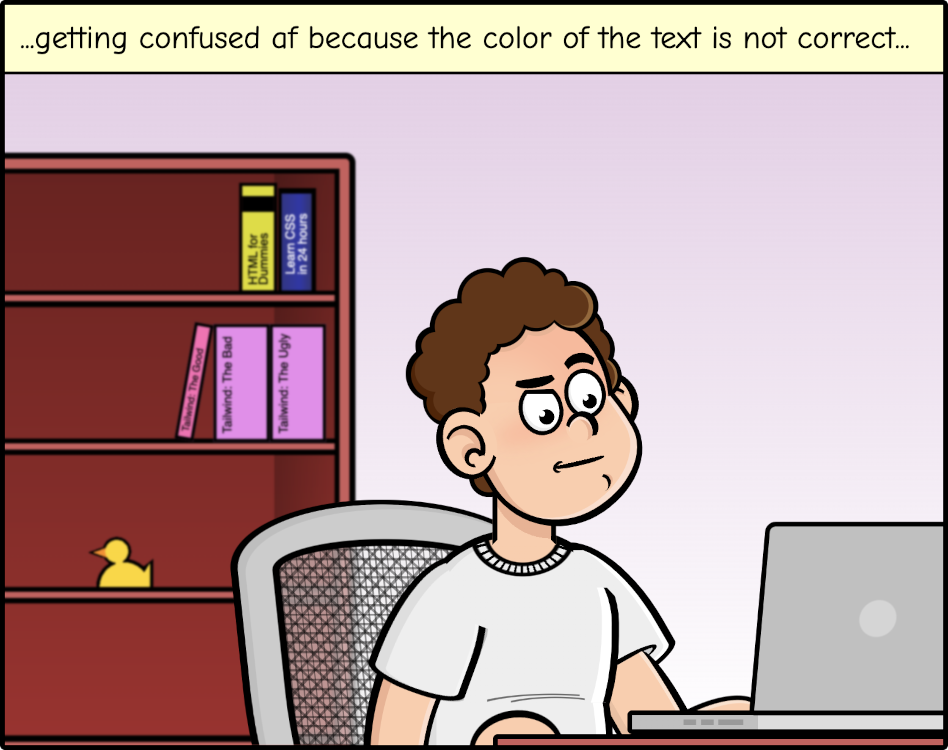 ...getting confused af because the color of the text is not correct...
HTML for
Dummies
Learn CSS
in 24 hours
Tailwind: The Good
Tailwind: The Bad
Tailwind: The Ugly